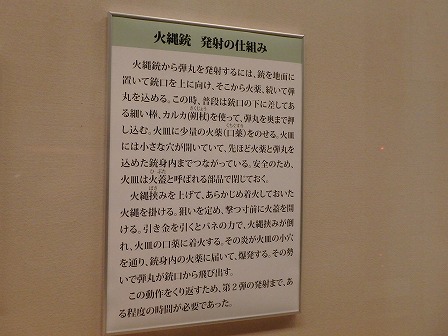 火縄銃 発射の仕組み
火縄銃から弾丸を発射するには、銃を地面に
置いて銃口を上に向け、そこから火薬、続いて弾
丸を込める。この時、普段は銃口の下に差してあ
る細い棒、カルカ(槊杖)を使って、弾丸を奥まで押
し込む。火皿に少量の火薬(口薬)をのせる。火皿
には小さな穴が開いていて、先ほど火薬と弾丸を
込めた銃身内までつながっている。安全のため、
火皿は火蓋と呼ばれる部品で閉じておく。
火縄挟みを上げて、あらかじめ着火しておいた
火縄を掛ける。狙いを定め、撃つ寸前に火蓋を開
ける。引き金を引くとバネの力で、火縄挟みが倒
れ、火皿の口薬に着火する。その炎が火皿の小穴
を通り、銃身内の火薬に届いて、爆発する。その勢
いで弾丸が銃口から飛び出す。
この動作をくり返すため、第2弾の発射まで、あ
る程度の時間が必要であった。